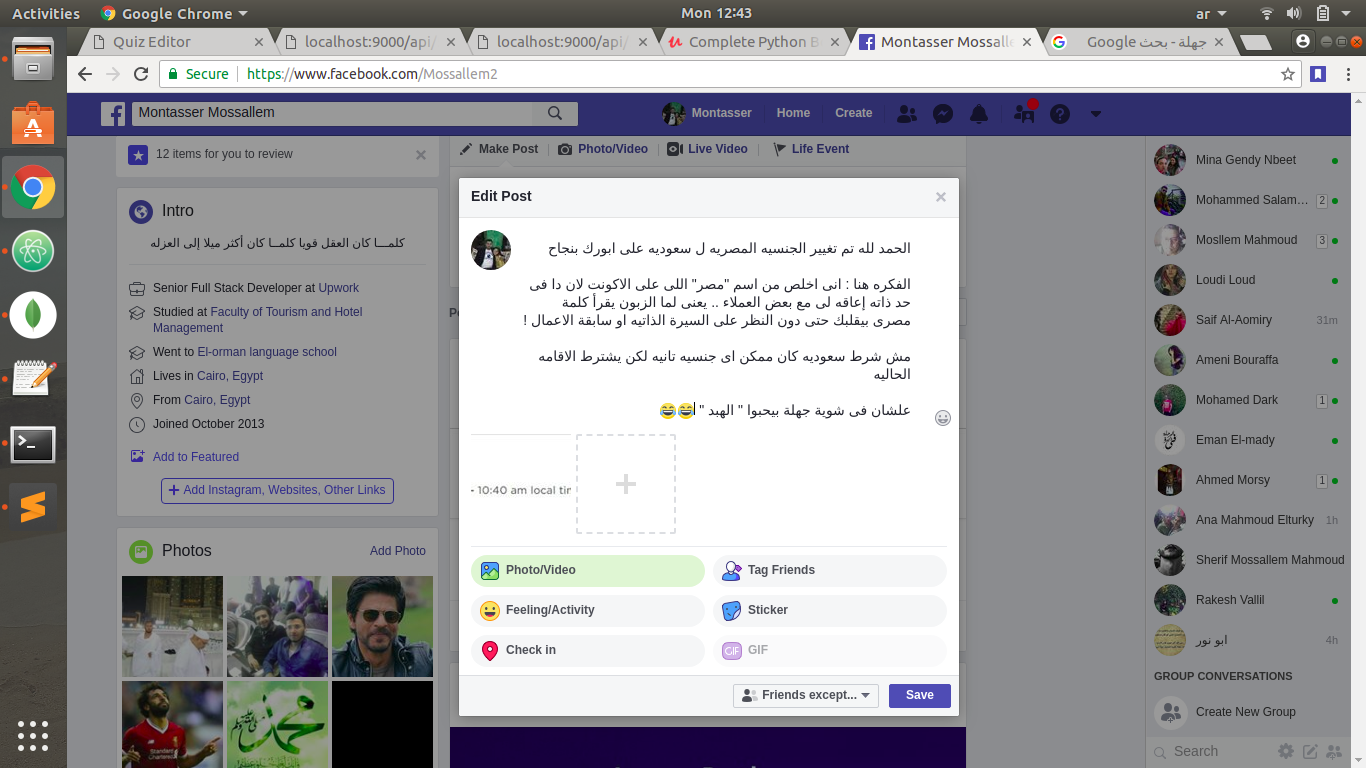 Activities
Google Chrome
Mon 12:43
ar
Quiz Editor
localhost:9000/api/
localhost:9000/api/
Complete Python B
Montasser Mossalle
جهلة - بحث Google
Secure
https://www.facebook.com/Mossallem2
Montasser Mossallem
Montasser
Home
Create
12 items for you to review
Intro
كلمـــا كان العقل قويا كلمــا كان أكثر ميلا إلى العزله
Senior Full Stack Developer at Upwork
Studied at Faculty of Tourism and Hotel
Management
Went to El-orman language school
Lives in Cairo, Egypt
From Cairo, Egypt
Joined October 2013
Add to Featured
+ Add Instagram, Websites, Other Links
Photos
Add Photo
Make Post
Photo/Video
Live Video
Life Event
Edit Post
الحمد لله تم تغيير الجنسيه المصريه ل سعوديه على ابورك بنجاح
الفكره هنا : انى اخلص من اسم "مصر" اللى على الاكونت لان دا فى
حد ذاته إعاقه لى مع بعض العملاء .. يعنى لما الزبون يقرأ كلمة
مصرى بيقلبك حتى دون النظر على السيرة الذاتيه او سابقة الاعمال !
مش شرط سعوديه كان ممكن اى جنسيه تانيه لكن يشترط الاقامه
الحاليه
علشان فى شوية جهلة بيحبوا " الهبد " 😂😂
- 10:40 am local tir
Photo/Video
Tag Friends
Feeling/Activity
Sticker
Check in
GIF
Friends except...
Save
Mina Gendy Nbeet
Mohammed Salam...
2
Mosllem Mahmoud
3
Loudi Loud
Saif Al-Aomiry
31m
Ameni Bouraffa
Mohamed Dark
1
Eman El-mady
Ahmed Morsy
1
Ana Mahmoud Elturky
1h
Sherif Mossallem Mahmoud
Rakesh Vallil
ابو نور
4h
GROUP CONVERSATIONS
Create New Group
Search